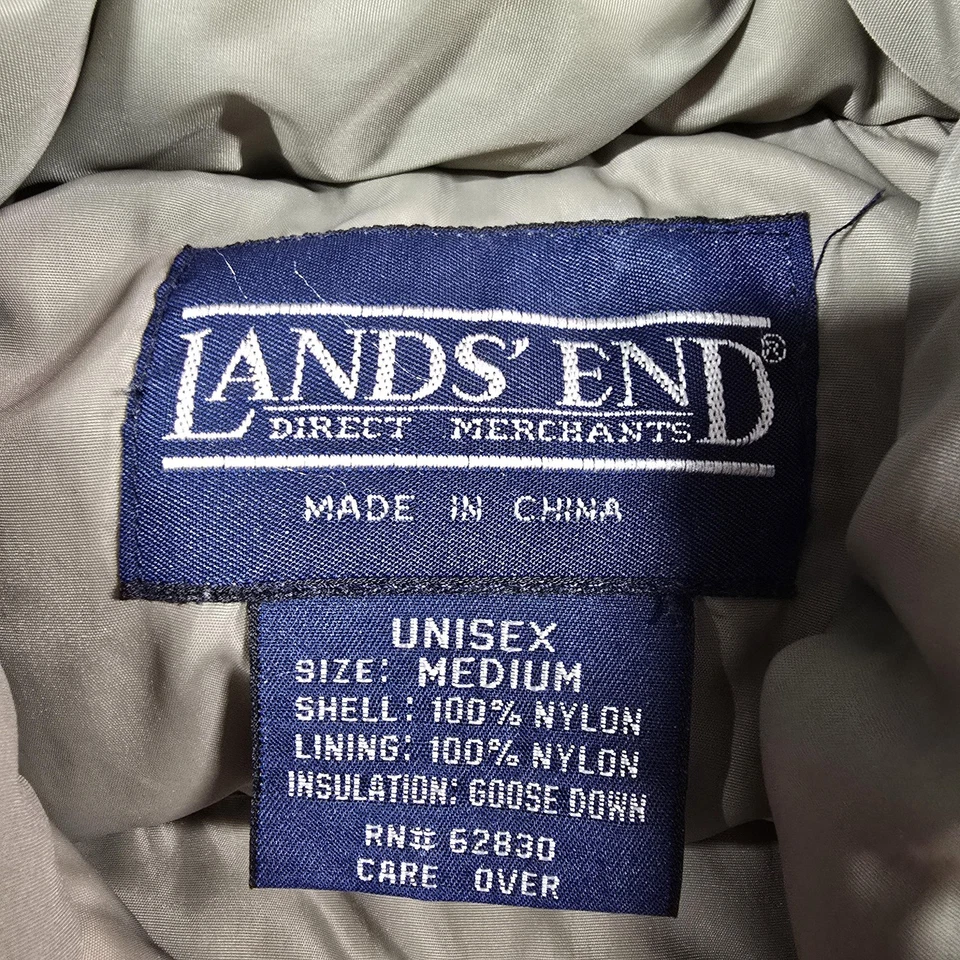 LANDS' END®
DIRECT MERCHANTS
MADE IN CHINA
UNISEX
SIZE: MEDIUM
SHELL: 100% NYLON
LINING: 100% NYLON
INSULATION: GOOSE DOWN
RN# 62830
CARE OVER